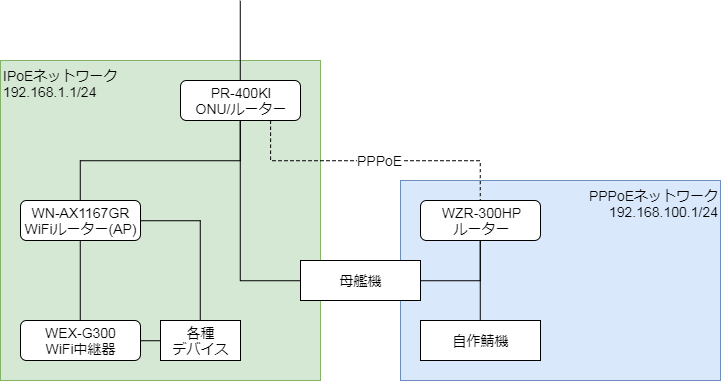 IPoEネットワーク
192.168.1.1/24
PR-400KI
ONU/ルーター
PPPoE
PPPoEネットワーク
192.168.100.1/24
WN-AX1167GR
WiFiルーター(AP)
WZR-300HP
ルーター
母艦機
WEX-G300
WiFi中継器
各種
デバイス
自作鯖機